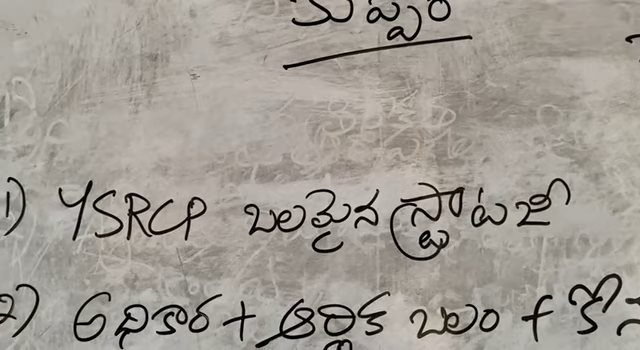 కుప్పం
1) YSRCP బలమైన స్ట్రాటజీ
2) అధికార + ఆర్థిక బలం +